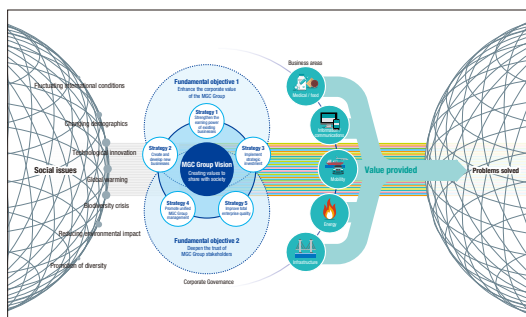 Fluctuating international conditions
Changing demographics
Technological innovation
Social issues
Global warming
Biodiversity crisis
Reducing environmental impact
Promotion of diversity
Fundamental objective 1
Enhance the corporate value
of the MGC Group
Strategy 1
Strengthen the
earning power
of existing
businesses
Strategy 2
Create and
develop new
businesses
Strategy 3
Implement
strategic
investment
MGC Group Vision
Creating values to
share with society
Strategy 4
Promote unified
MGC Group
management
Strategy 5
Improve total
enterprise quality
Fundamental objective 2
Deepen the trust of
MGC Group stakeholders
Corporate Governance
Business areas
Medical / food
Information/
communications
Mobility
Energy
Infrastructure
Value provided
Problems solved